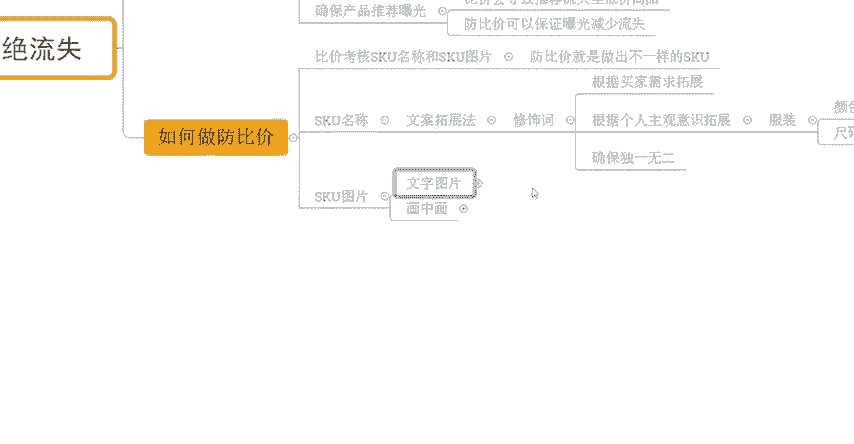 确保产品推荐曝光
防比价可以保证曝光减少流失
绝流失
比价考核SKU名称和SKU图片
防比价就是做出不一样的SKU
如何做防比价
SKU名称
文案拓展法
修饰词
根据买家需求拓展
根据个人主观意识拓展
服装
确保独一无二
SKU图片
文字图片
画中画